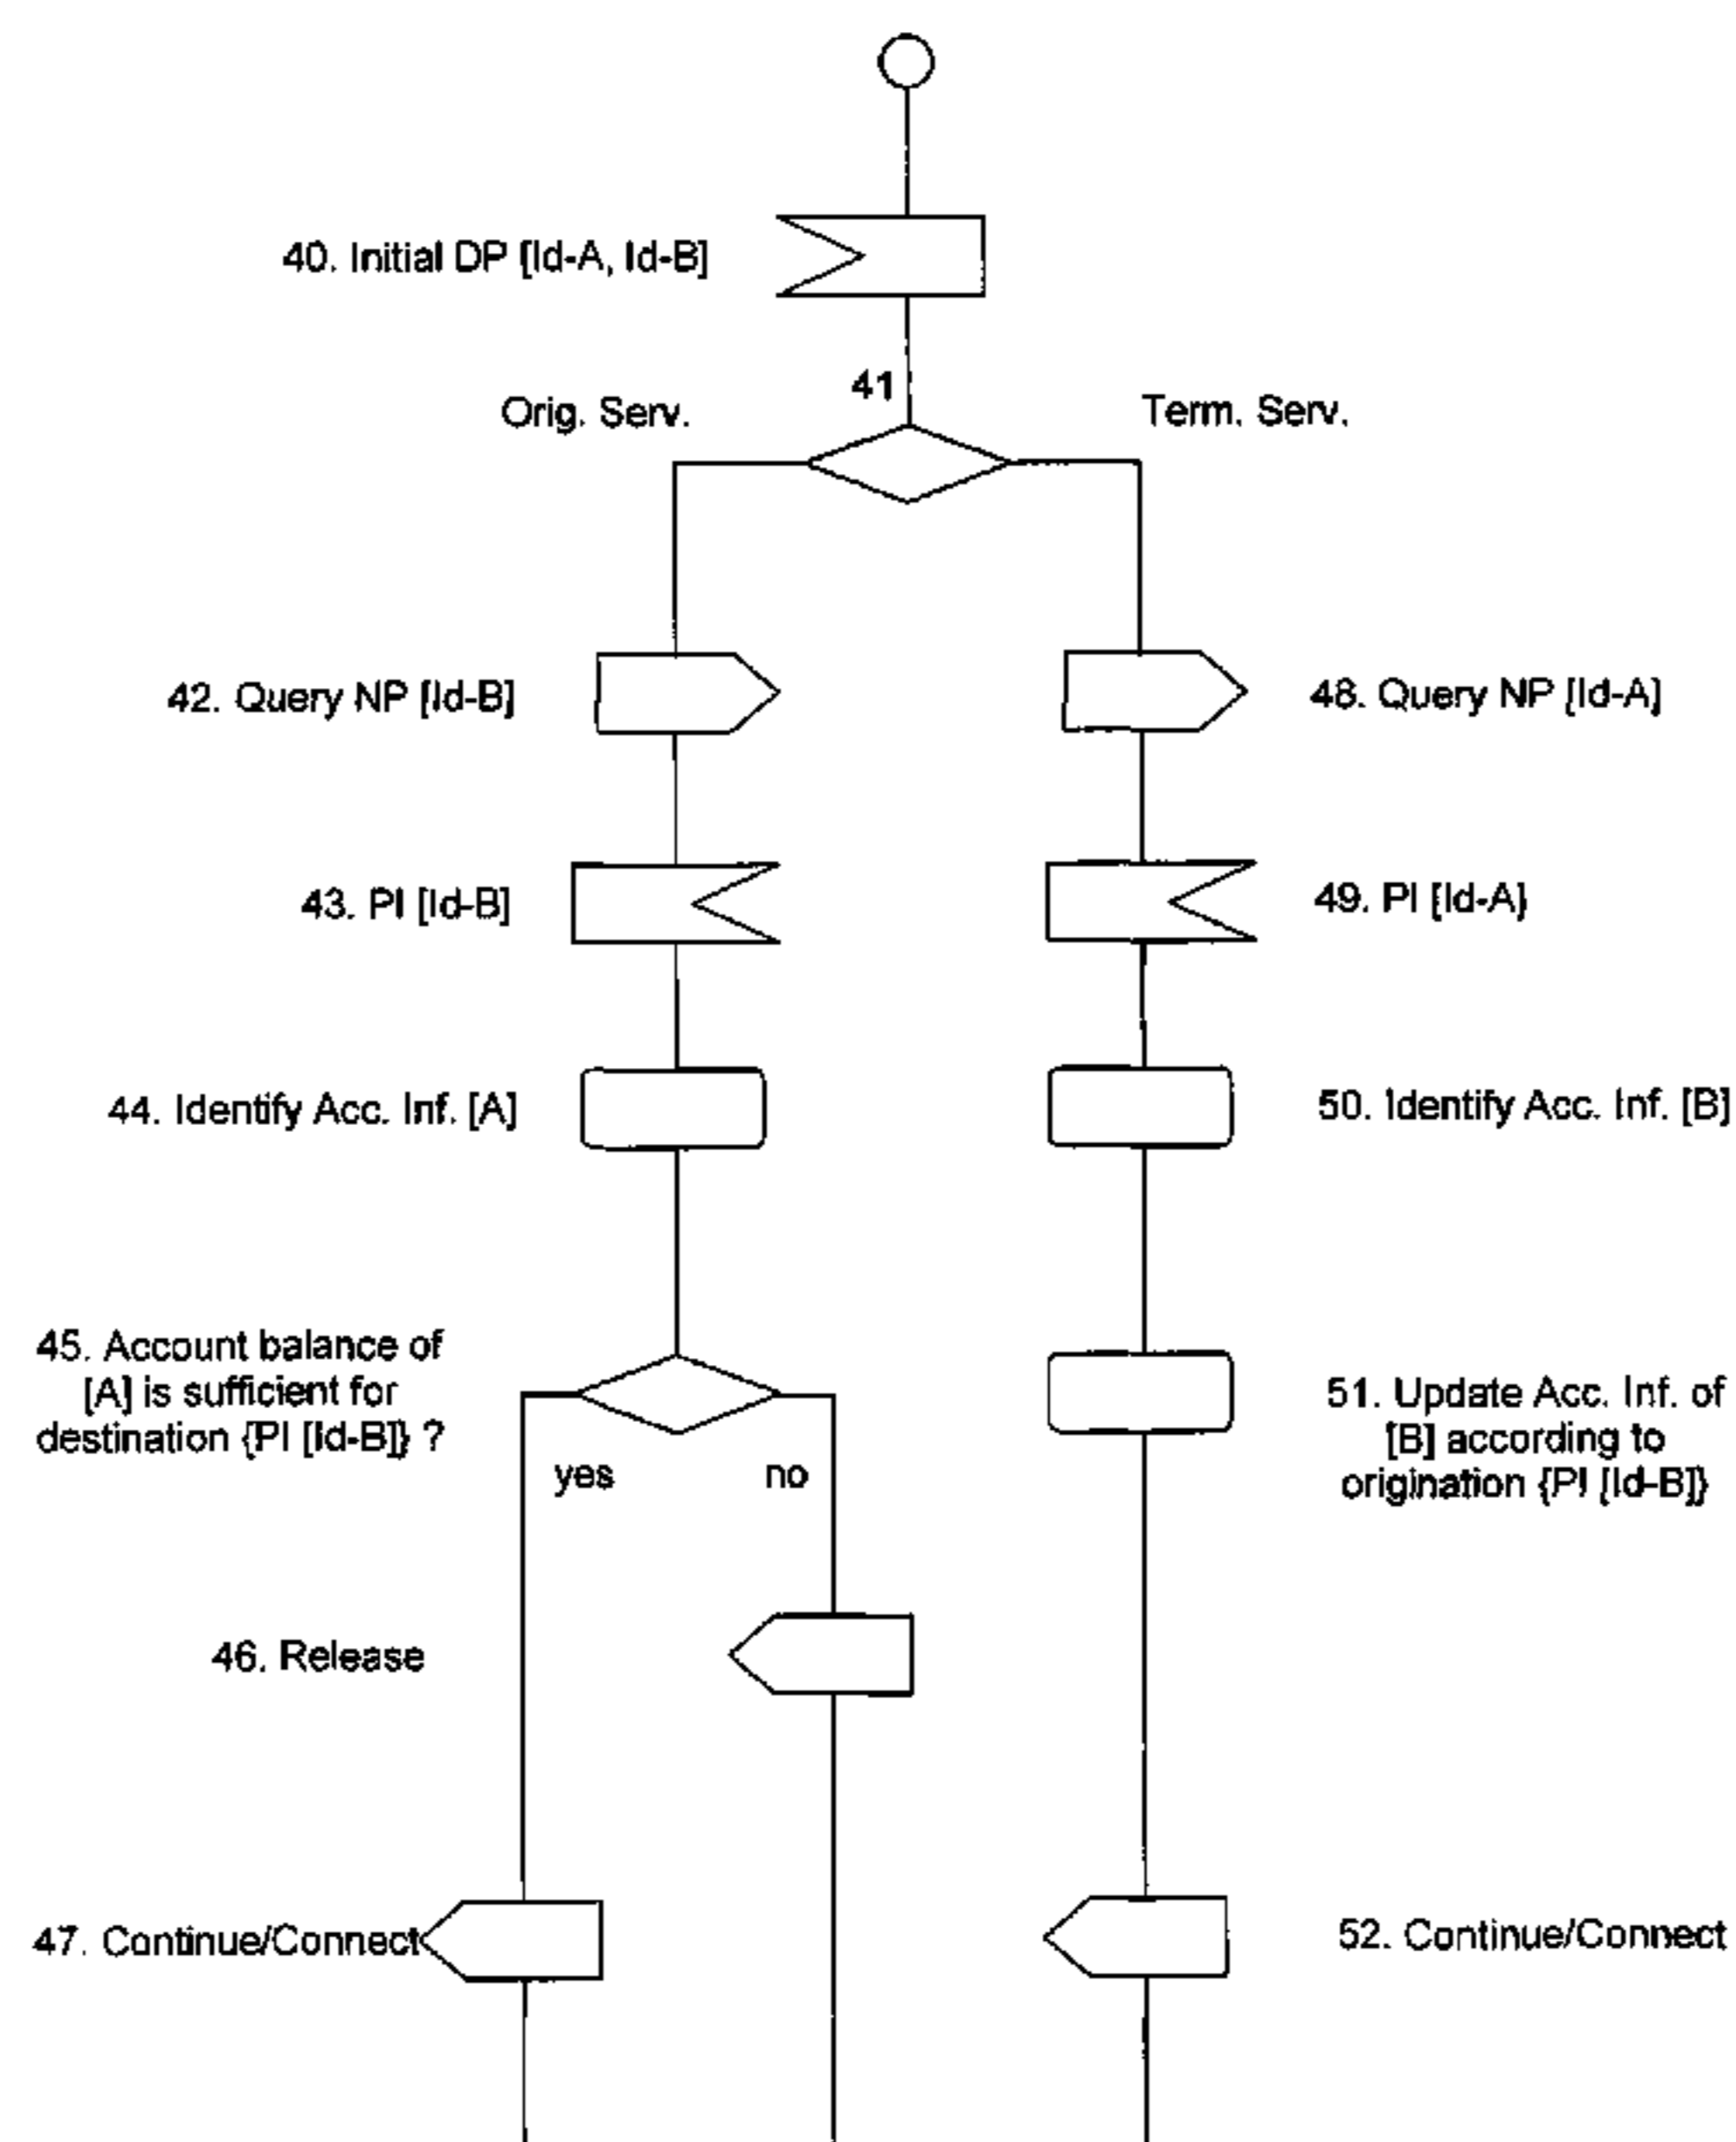 40. Initial DP [Id-A, Id-B]
41
Orig. Serv.
Term. Serv.
42. Query NP [Id-B]
48. Query NP [Id-A]
43. PI [Id-B]
49. PI [Id-A]
44. Identify Acc. Inf. [A]
50. Identify Acc. Inf. [B]
45. Account balance of
[A] is sufficient for
destination {PI [Id-B]} ?
yes
no
51. Update Acc. Inf. of
[B] according to
origination {PI [Id-B]}
46. Release
47. Continue/Connect
52. Continue/Connect